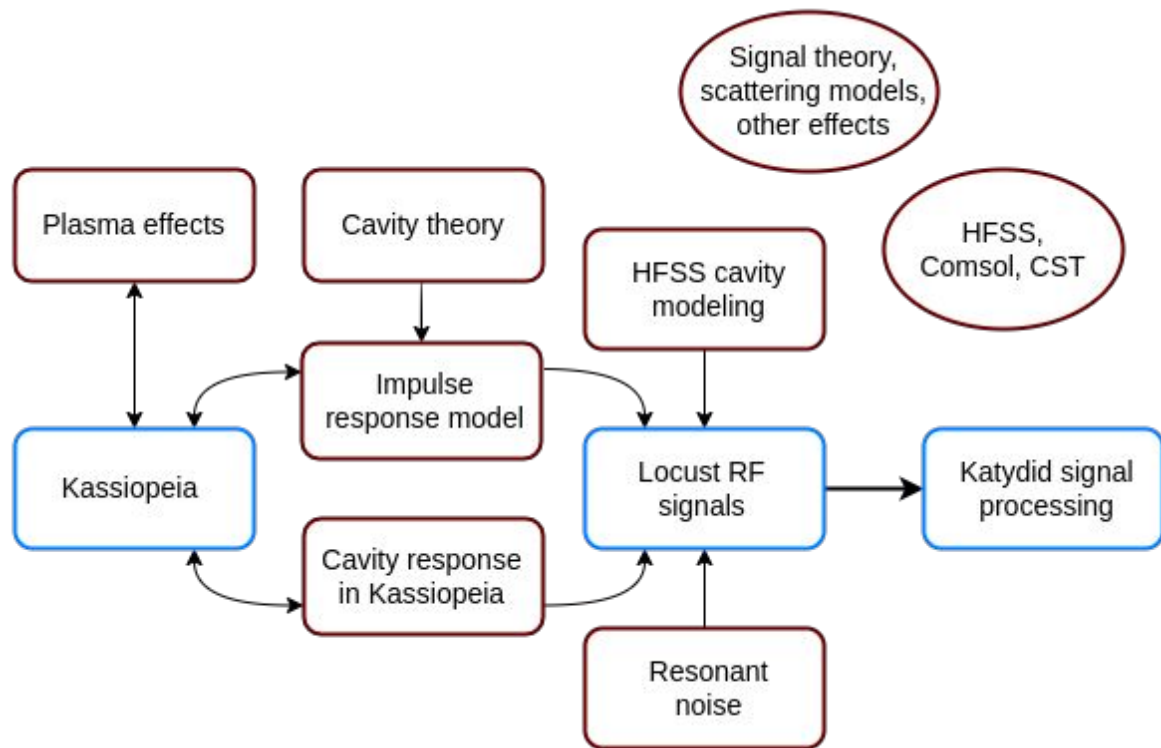 Signal theory,
scattering models,
other effects
Plasma effects
Cavity theory
HFSS cavity
modeling
HFSS,
Comsol, CST
Impulse
response model
Kassiopeia
Locust RF
signals
Katydid signal
processing
Cavity response
in Kassiopeia
Resonant
noise